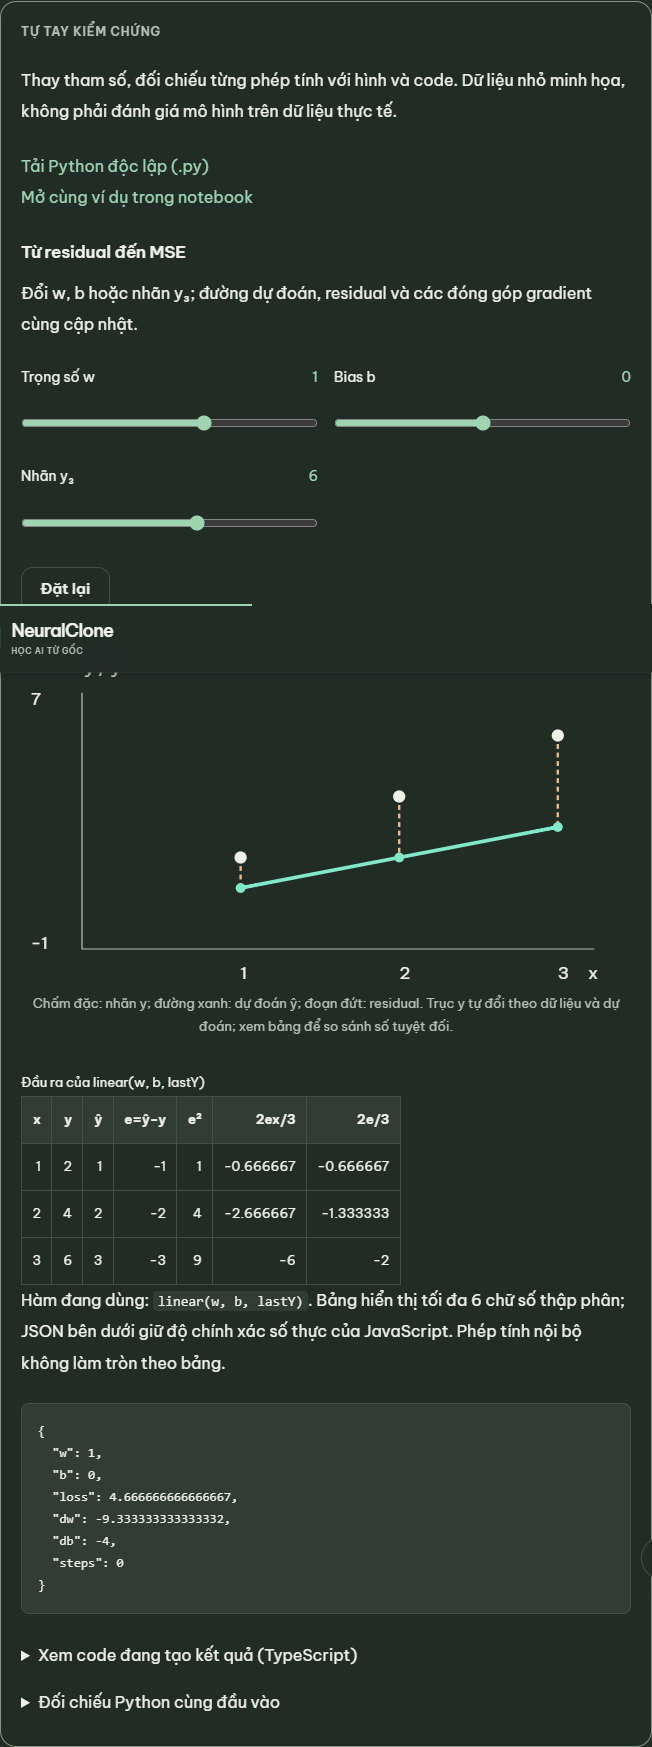 TỰ TAY KIỂM CHỨNG
Thay tham số, đối chiếu từng phép tính với hình và code. Dữ liệu nhỏ minh họa,
không phải đánh giá mô hình trên dữ liệu thực tế.
Tải Python độc lập (.py)
Mở cùng ví dụ trong notebook
Từ residual đến MSE
Đổi w, b hoặc nhãn y₃; đường dự đoán, residual và các đóng góp gradient
cùng cập nhật.
Trọng số w 1 Bias b 0
Nhãn y₃ 6
Đặt lại
NeuralClone
HỌC AI TỪ GỐC
7
-1
1 2 3 x
Chấm đặc: nhãn y; đường xanh: dự đoán ŷ; đoạn đứt: residual. Trục y tự đổi theo dữ liệu và dự
đoán; xem bảng để so sánh số tuyệt đối.
Đầu ra của linear(w, b, lastY)
x y ŷ e=ŷ-y e² 2ex/3 2e/3
1 2 1 -1 1 -0.666667 -0.666667
2 4 2 -2 4 -2.666667 -1.333333
3 6 3 -3 9 -6 -2
Hàm đang dùng: linear(w, b, lastY). Bảng hiển thị tối đa 6 chữ số thập phân;
JSON bên dưới giữ độ chính xác số thực của JavaScript. Phép tính nội bộ
không làm tròn theo bảng.
{
"w": 1,
"b": 0,
"loss": 4.666666666666667,
"dw": -9.333333333333332,
"db": -4,
"steps": 0
}
Xem code đang tạo kết quả (TypeScript)
Đối chiếu Python cùng đầu vào